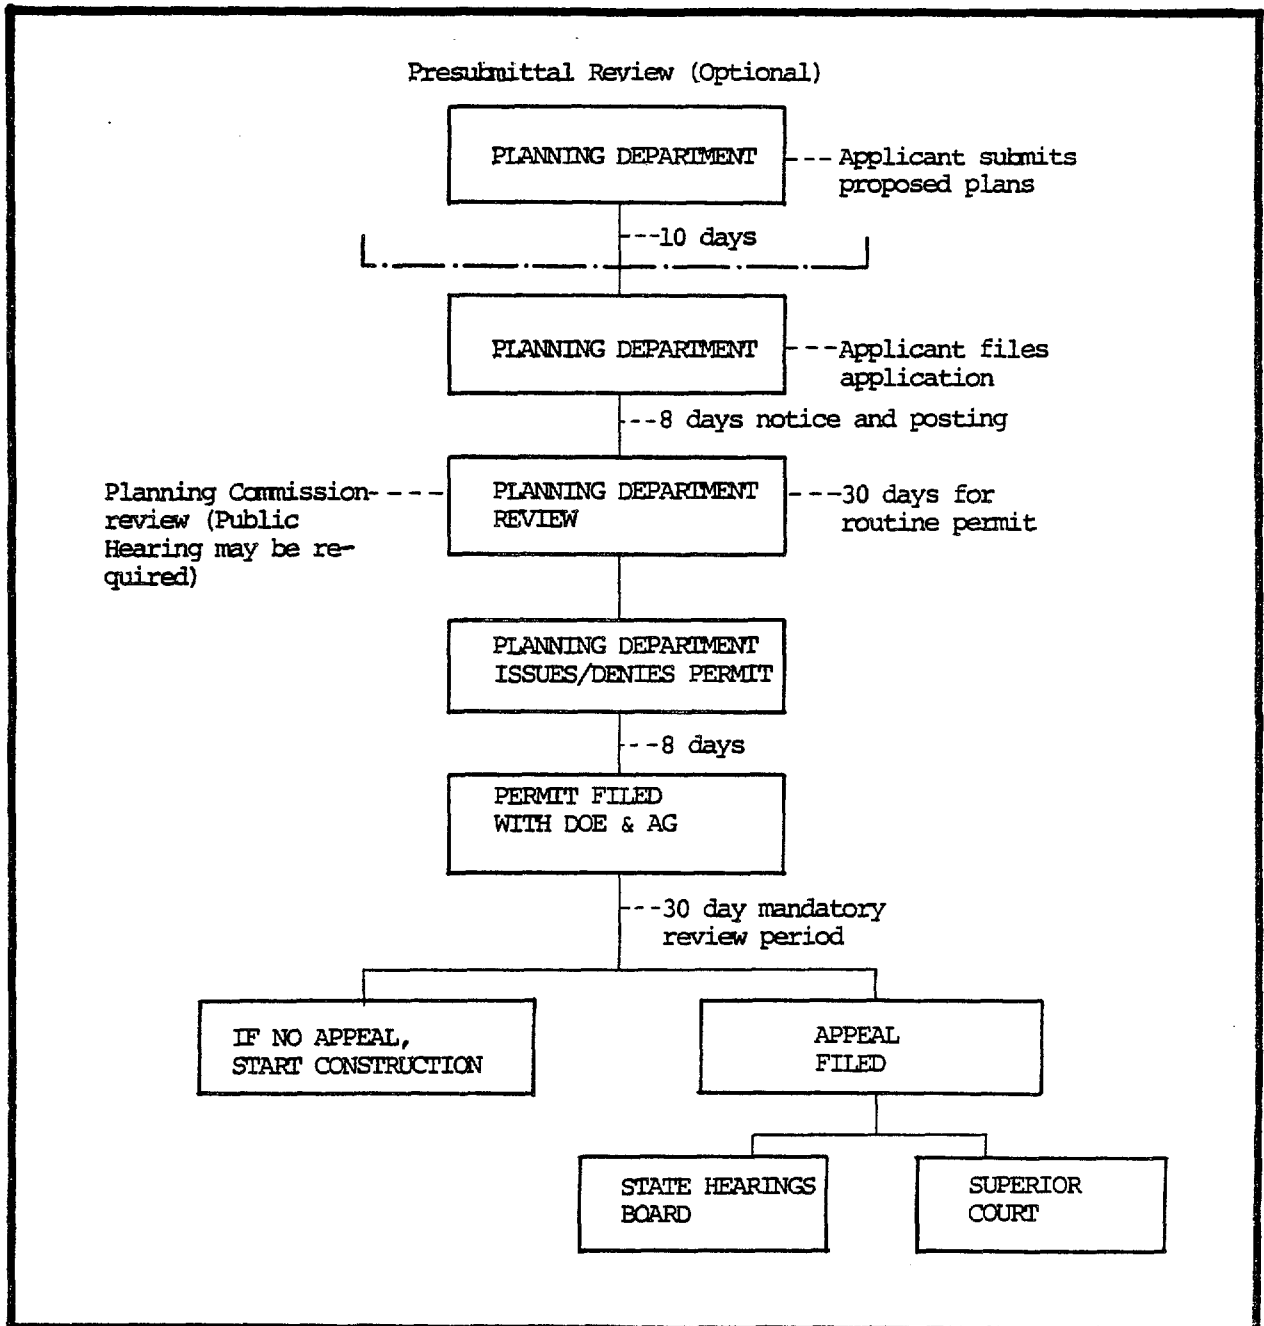 Presubmittal Review (Optional)
PLANNING DEPARTMENT
---Applicant submits
proposed plans
---10 days
PLANNING DEPARTMENT
---Applicant files
application
---8 days notice and posting
Planning Commission----
review (Public
Hearing may be re-
quired)
PLANNING DEPARTMENT
REVIEW
---30 days for
routine permit
PLANNING DEPARTMENT
ISSUES/DENIES PERMIT
---8 days
PERMIT FILED
WITH DOE & AG
---30 day mandatory
review period
IF NO APPEAL,
START CONSTRUCTION
APPEAL
FILED
STATE HEARINGS
BOARD
SUPERIOR
COURT